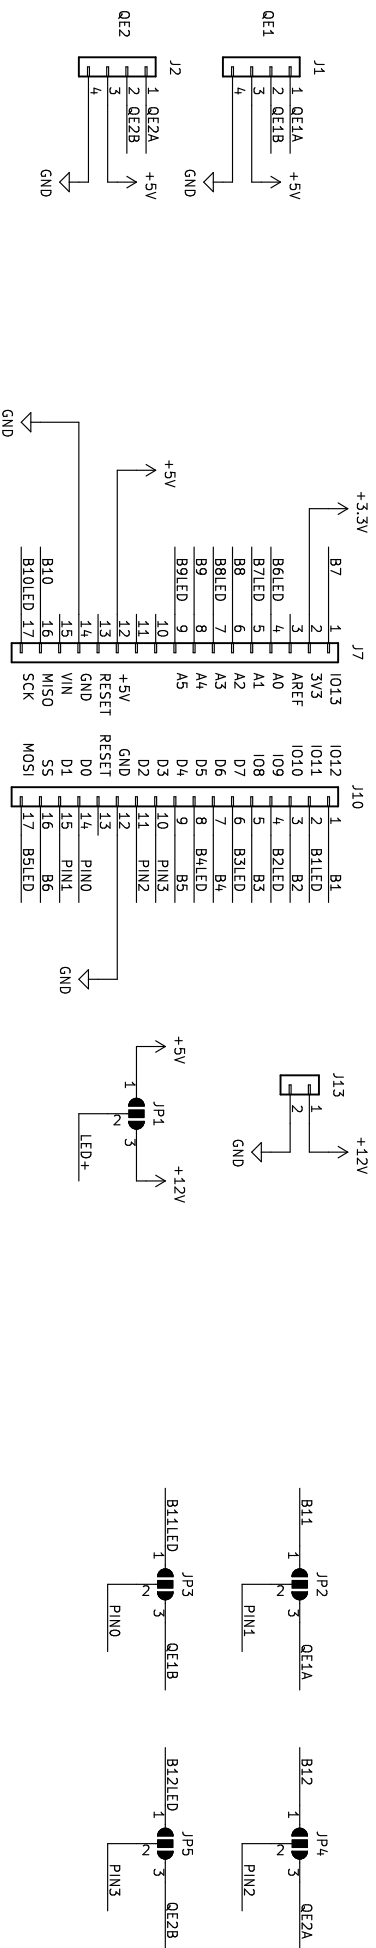 J1
QE1
1 QE1A
2 QE1B
3
4
+5V
GND
J2
QE2
1 QE2A
2 QE2B
3
4
+5V
GND
J7
+3.3V
B7 1 IO13
2 3V3
3 AREF
B6LED 4 A0
B7LED 5 A1
B8 6 A2
B8LED 7 A3
B9 8 A4
B9LED 9 A5
10
11
+5V
12 +5V
13 RESET
14 GND
15 VIN
B10 16 MISO
B10LED 17 SCK
GND
J10
IO12 1 B1
IO11 2 B1LED
IO10 3 B2
IO9 4 B2LED
IO8 5 B3
D7 6 B3LED
D6 7 B4
D5 8 B4LED
D4 9 B5
D3 10 PIN3
D2 11 PIN2
GND 12
RESET 13
D0 14 PIN0
D1 15 PIN1
SS 16 B6
MOSI 17 B5LED
GND
J13
1
2
+12V
GND
JP1
+5V
1
2
3
+12V
LED+
JP2
B11
1
2
3
QE1A
PIN1
JP3
B11LED
1
2
3
QE1B
PIN0
JP4
B12
1
2
3
QE2A
PIN2
JP5
B12LED
1
2
3
QE2B
PIN3